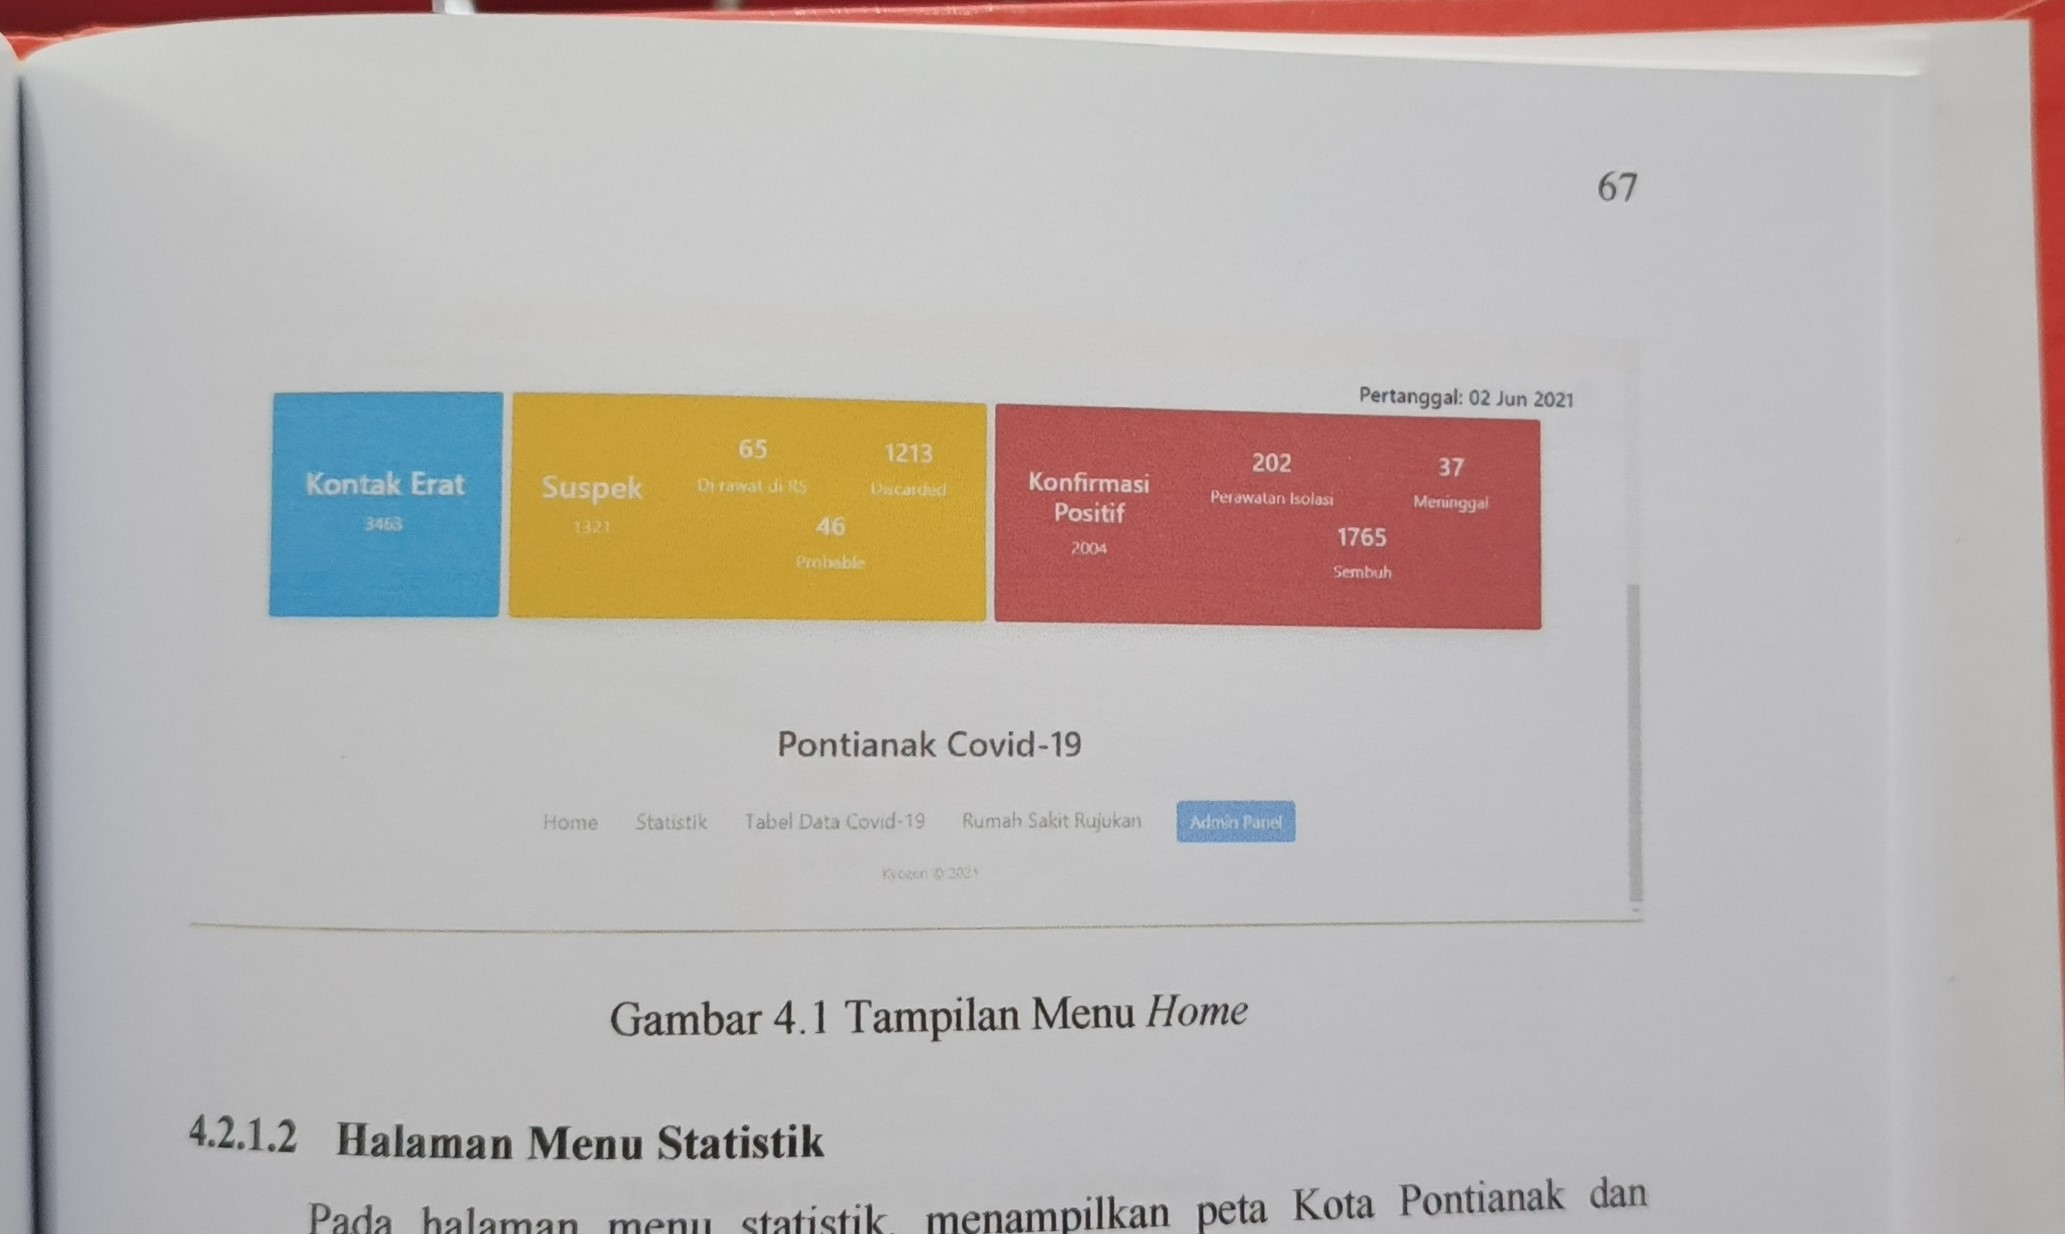 67
Pertanggal: 02 Jun 2021
Kontak Erat
3463
Suspek
1321
65
Di rawat di RS
1213
Discarded
46
Probable
Konfirmasi
Positif
2004
202
Perawatan Isolasi
37
Meninggal
1765
Sembuh
Pontianak Covid-19
Home Statistik Tabel Data Covid-19 Rumah Sakit Rujukan Admin Panel
Kyozen © 2021
Gambar 4.1 Tampilan Menu Home
4.2.1.2 Halaman Menu Statistik
Pada halaman menu statistik, menampilkan peta Kota Pontianak dan